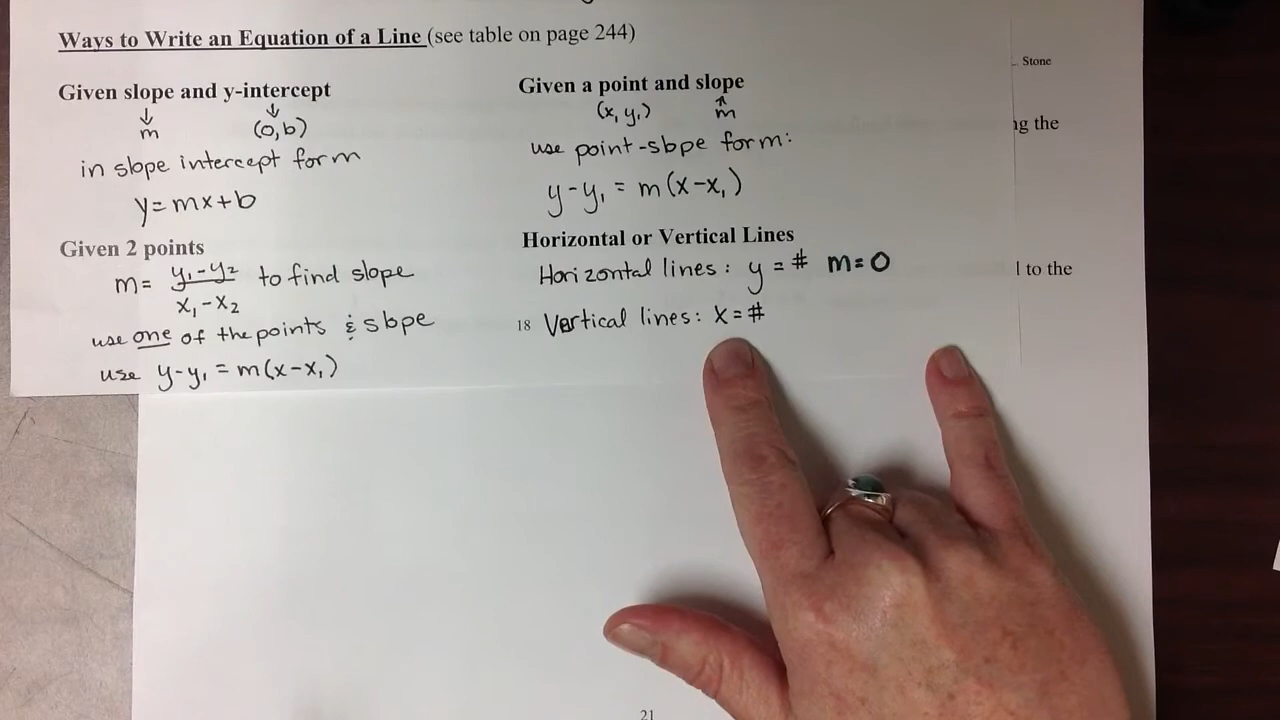 Ways to Write an Equation of a Line (see table on page 244)
Given slope and y-intercept
↓ ↓
m (0,b)
in slope intercept form
y=mx+b
Given a point and slope
(x, y₁) m
use point-slope form:
y-y₁ = m(x-x₁)
Given 2 points
m= y₁-y₂ to find slope
x₁-x₂
use one of the points & slope
use y-y₁ = m(x-x₁)
Horizontal or Vertical Lines
Horizontal lines: y = # m=0
18 Vertical lines: x = #
Stone
ng the
l to the
21